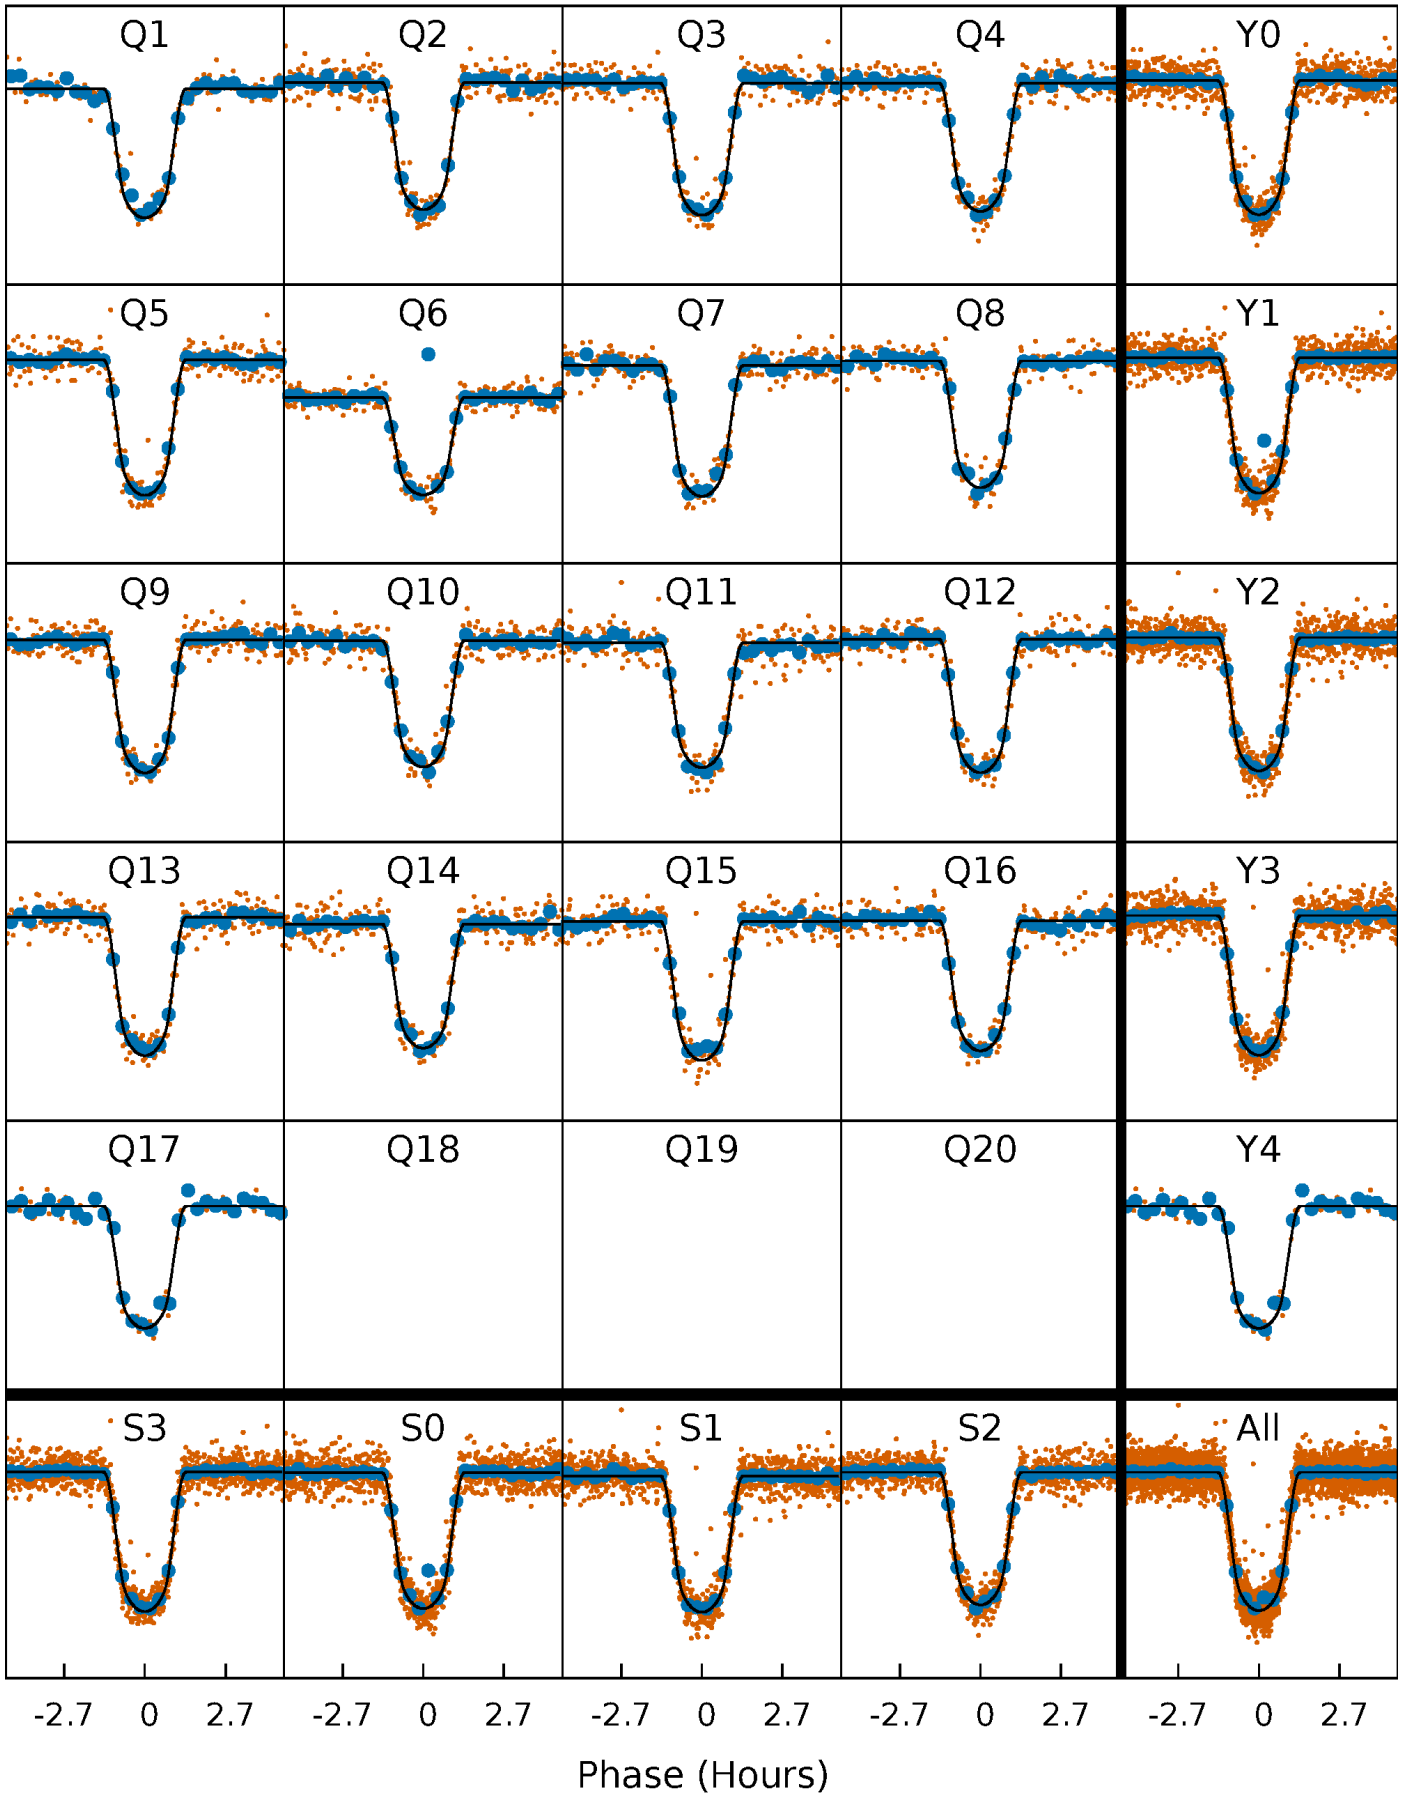 Q1 Q2 Q3 Q4 Y0
Q5 Q6 Q7 Q8 Y1
Q9 Q10 Q11 Q12 Y2
Q13 Q14 Q15 Q16 Y3
Q17 Q18 Q19 Q20 Y4
S3 S0 S1 S2 All
-2.7 0 2.7 -2.7 0 2.7 -2.7 0 2.7 -2.7 0 2.7 -2.7 0 2.7
Phase (Hours)